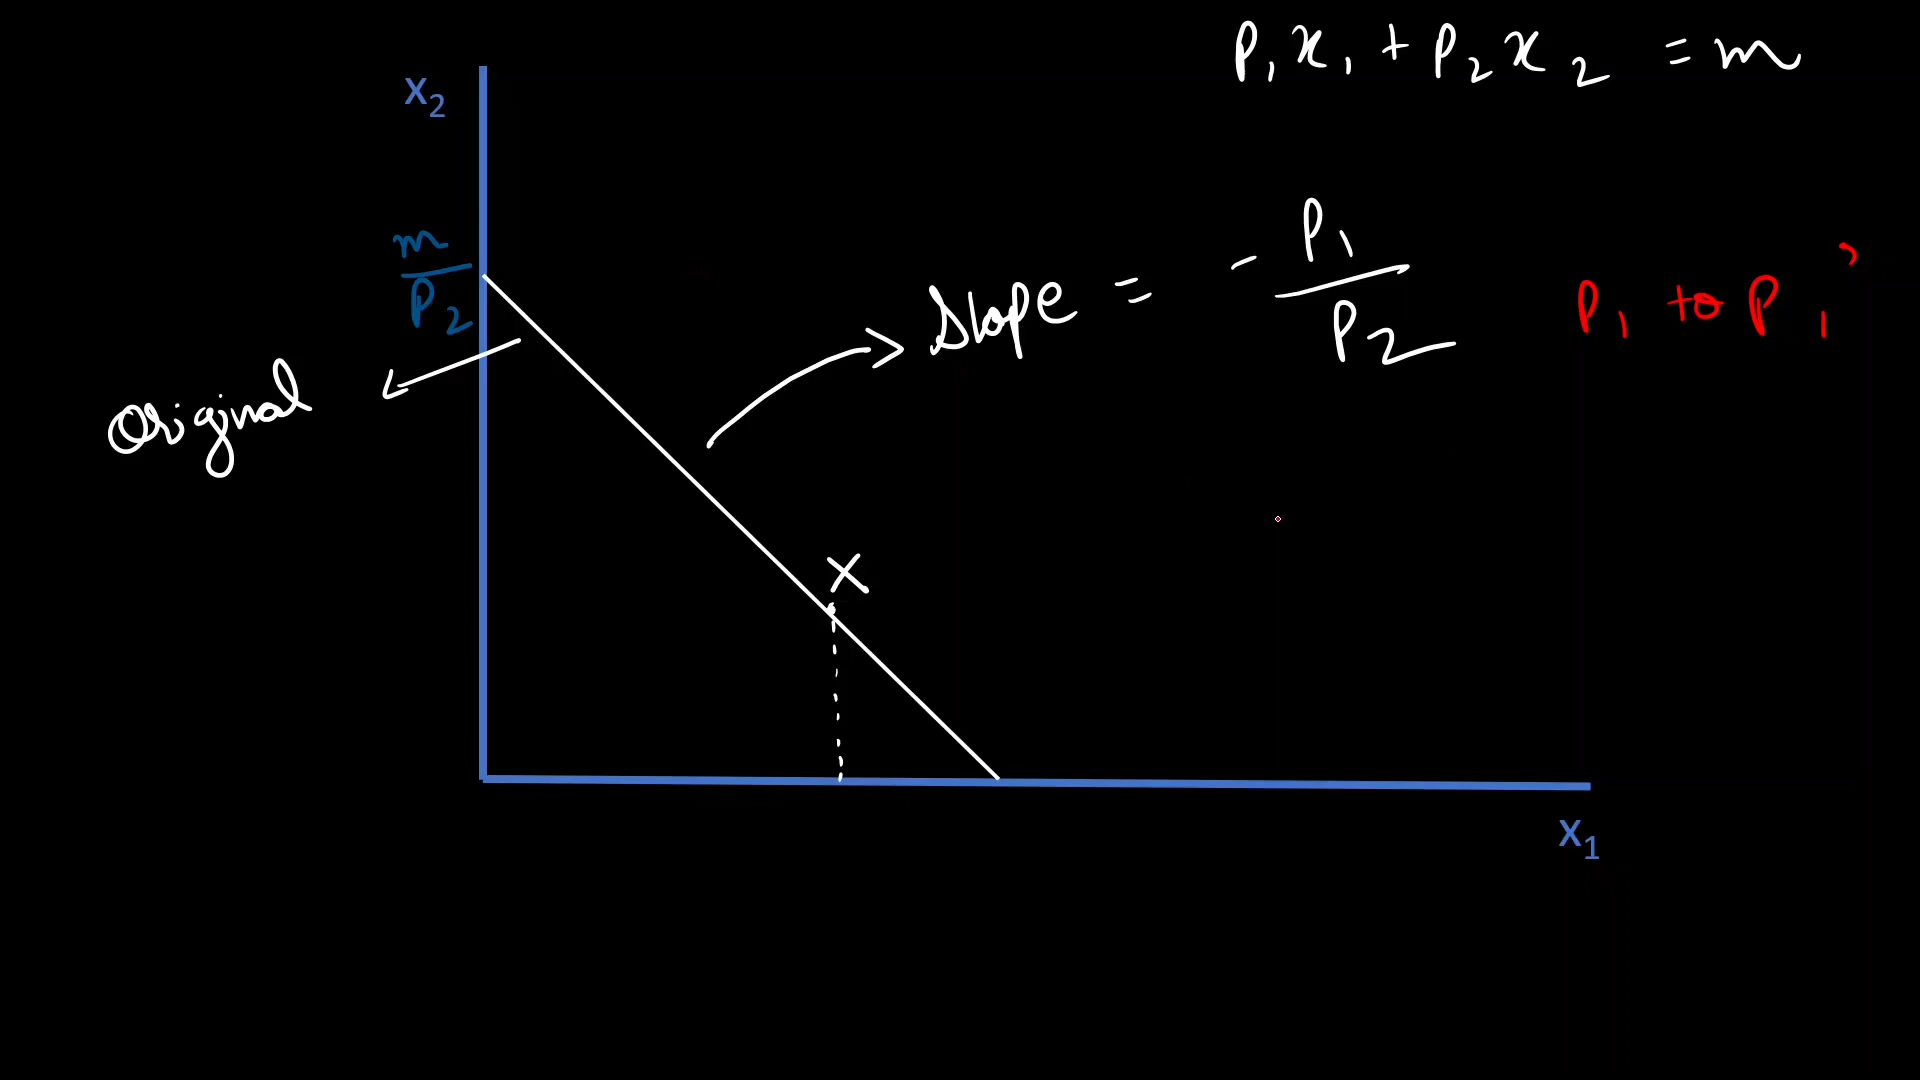 P₁x₁ + P₂x₂ = m
x₂
m/P₂
Slope = - P₁/P₂
P₁ to P₁'
Original
X
x₁